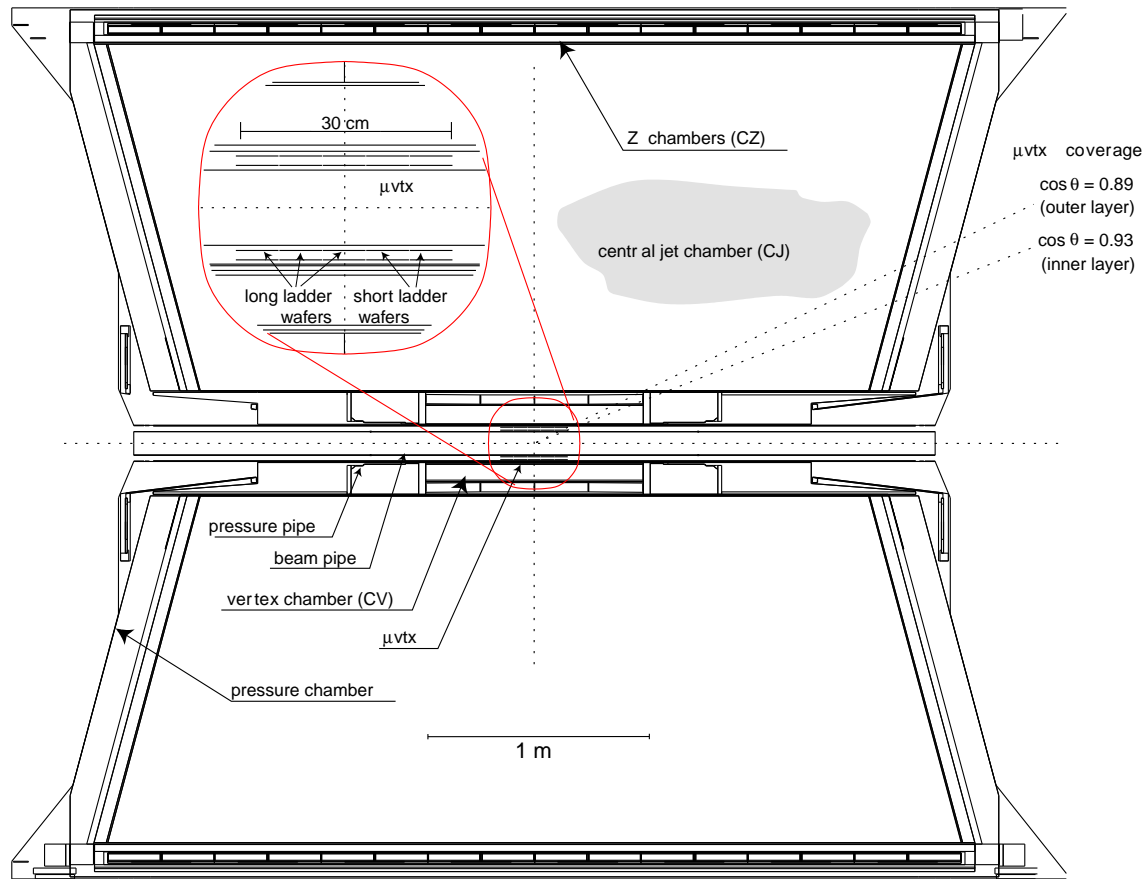 30 cm
Z chambers (CZ)
μvtx
μvtx coverage
cos θ = 0.89
(outer layer)
cos θ = 0.93
(inner layer)
centr al jet chamber (CJ)
long ladder
wafers
short ladder
wafers
pressure pipe
beam pipe
vertex chamber (CV)
μvtx
pressure chamber
1 m